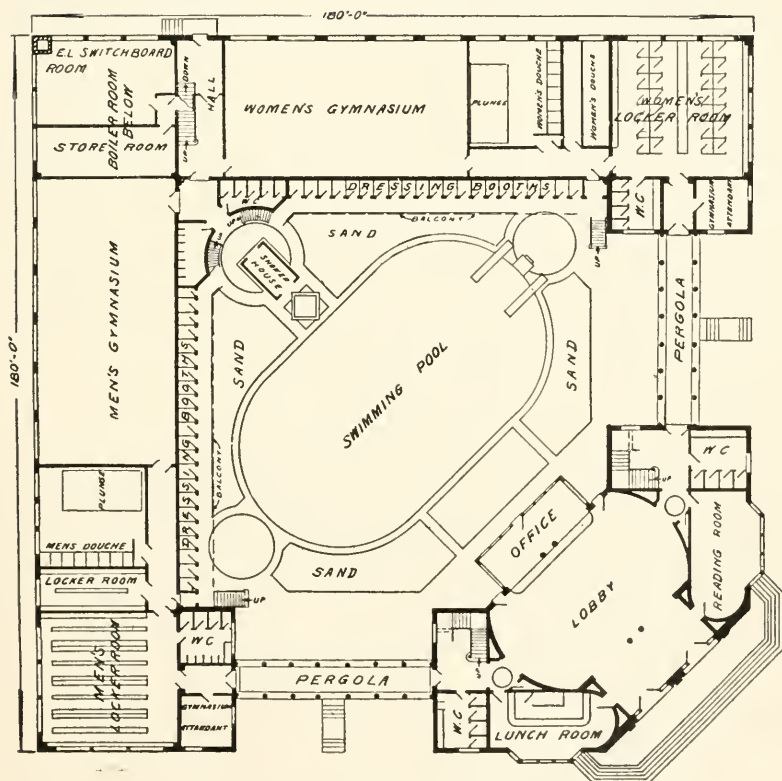 180'-0"
E.L SWITCHBOARD
ROOM
BOILER ROOM
BELOW
DOWN
HALL
WOMEN'S GYMNASIUM
PLUNGE
WOMEN'S DOUCHE
WOMEN'S DOUCHE
WOMEN'S
LOCKER ROOM
STORE ROOM
UP
DRESSING BOOTHS
W C
W.C
GYMNASIUM
ATTENDANT
UP
UP
BALCONY
SAND
UP
SHOWER
HOUSE
180'-0"
MEN'S GYMNASIUM
SAND
SWIMMING POOL
SAND
PERGOLA
DRESSING BOOTHS
BALCONY
PLUNGE
MENS DOUCHE
LOCKER ROOM
SAND
OFFICE
W C
UP
READING ROOM
LOBBY
UP
MEN'S
LOCKER ROOM
W C
PERGOLA
UP
GYMNASIUM
ATTENDANT
W.C
LUNCH ROOM